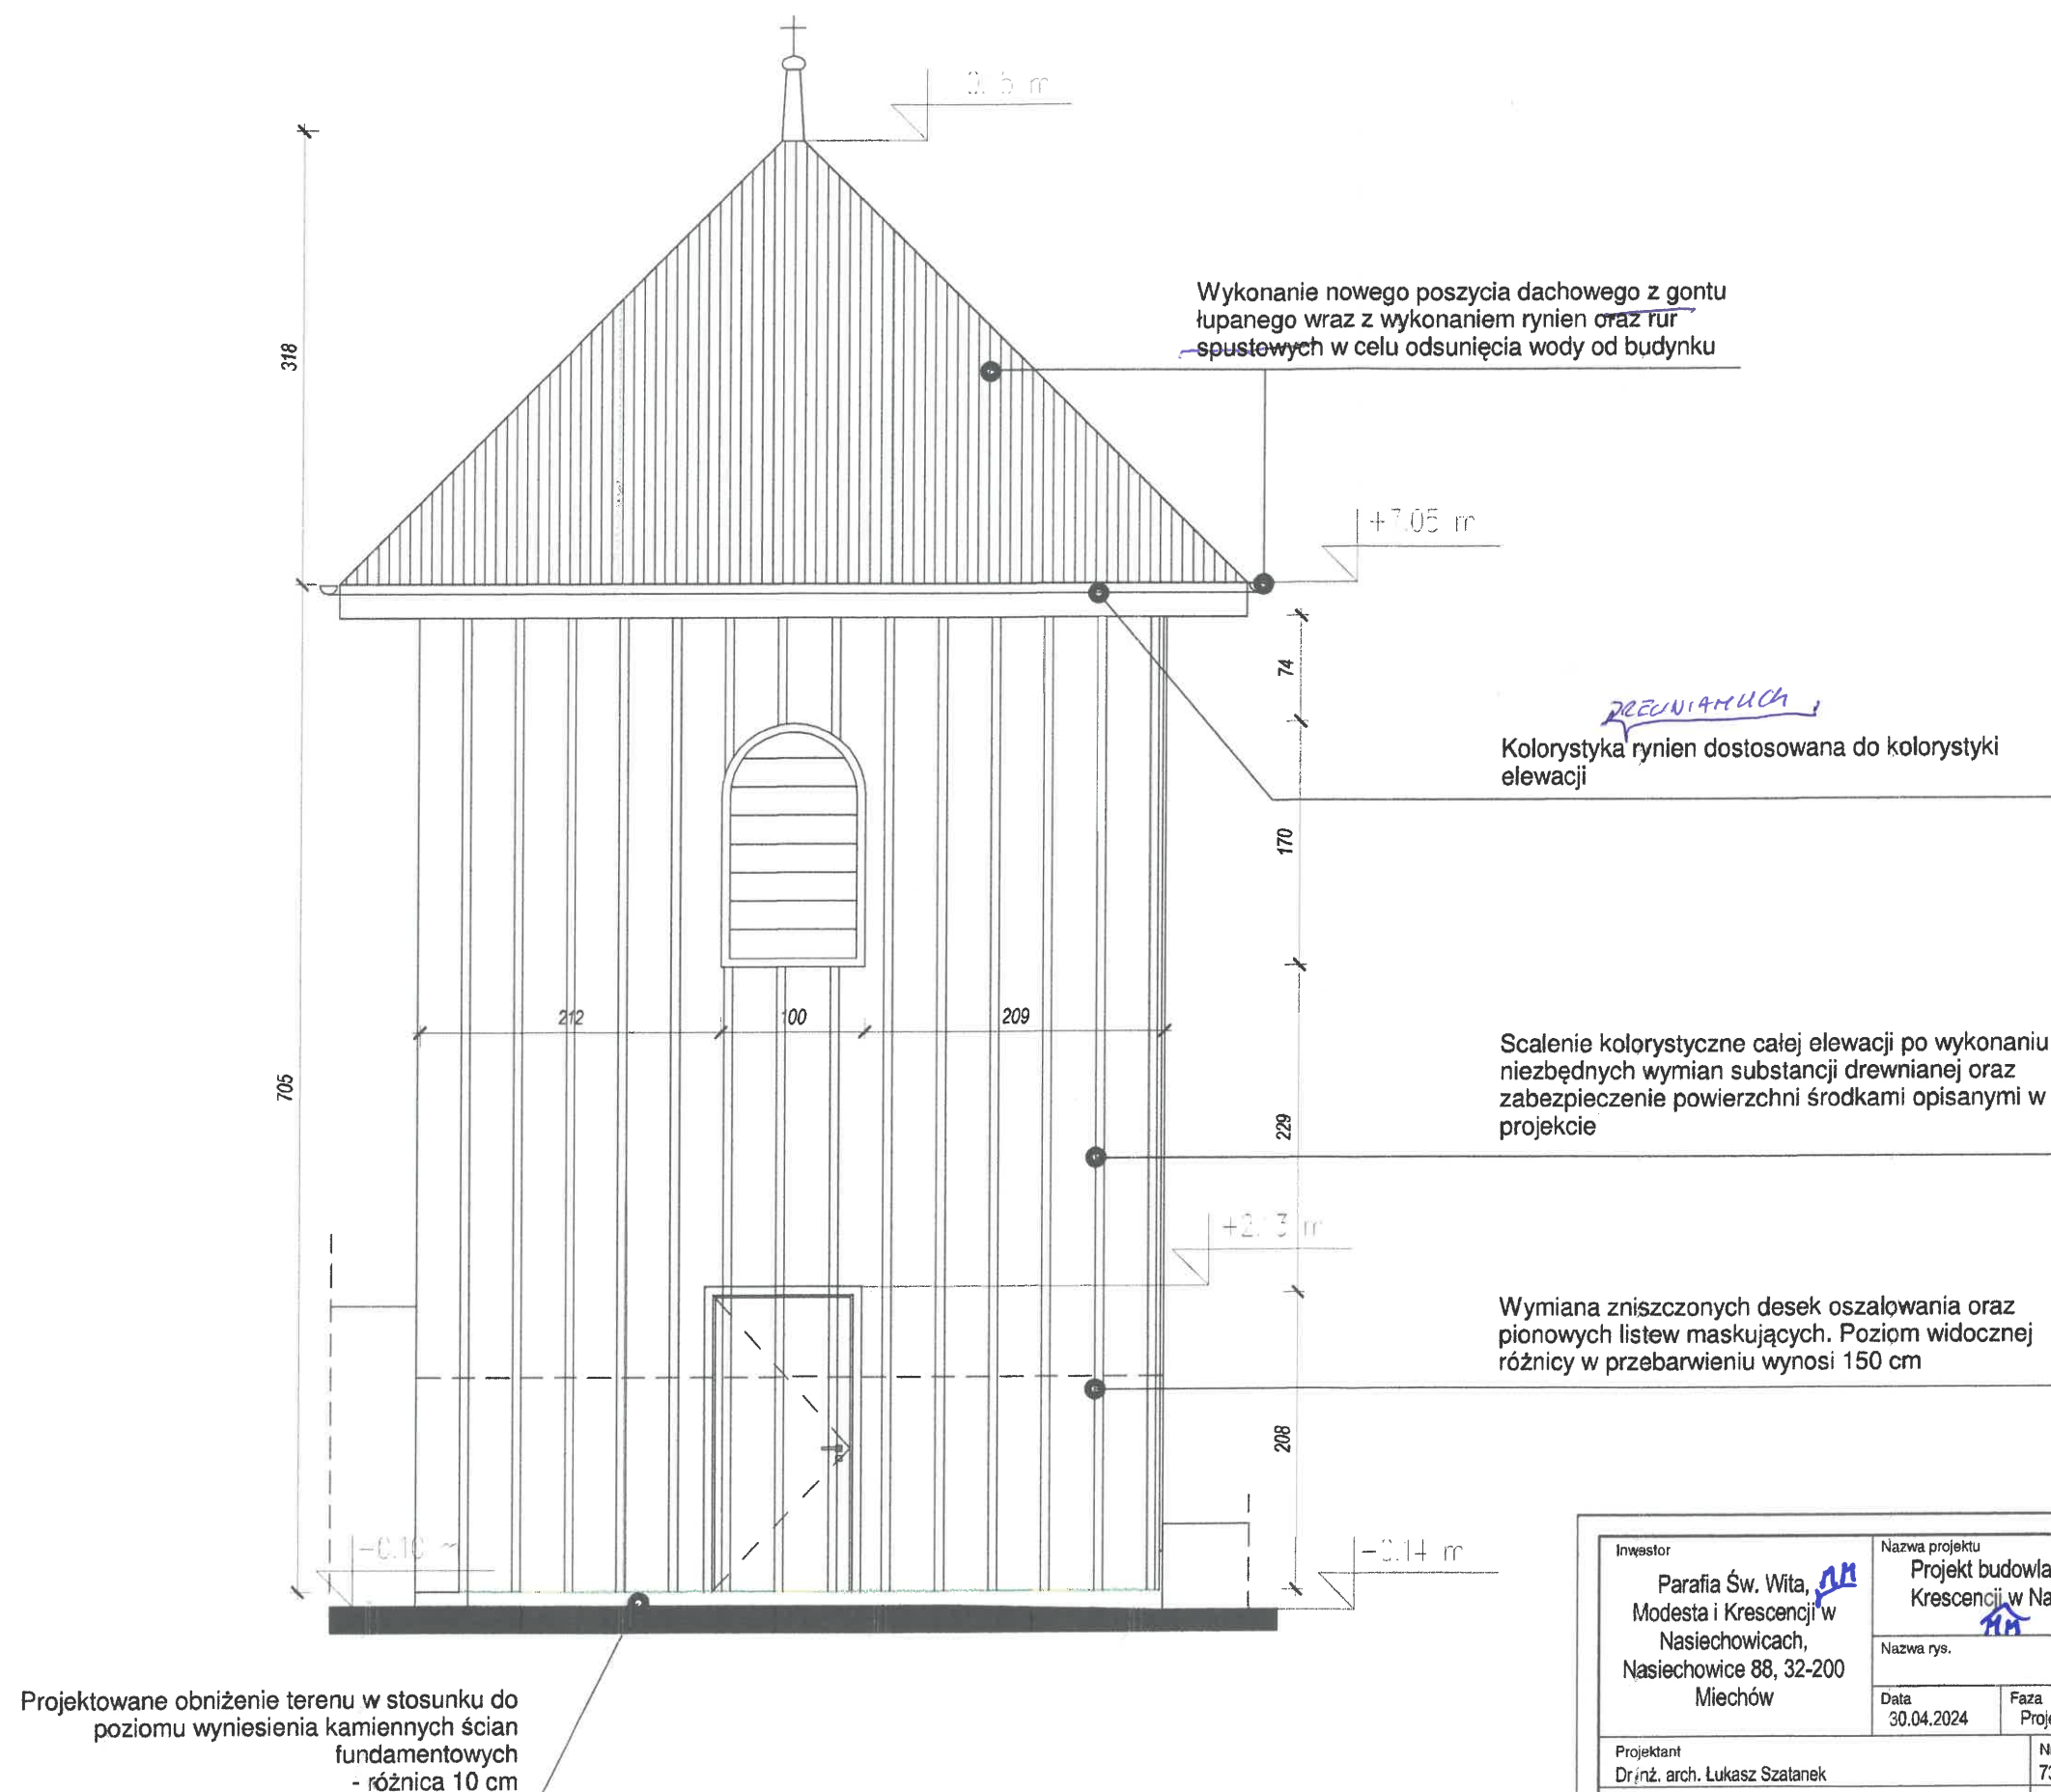 318
Wykonanie nowego poszycia dachowego z gontu
łupanego wraz z wykonaniem rynien oraz rur
spustowych w celu odsunięcia wody od budynku
+7.05 m
74
DREWNIANYCH
Kolorystyka rynien dostosowana do kolorystyki
elewacji
170
212
100
209
705
Scalenie kolorystyczne całej elewacji po wykonaniu
niezbędnych wymian substancji drewnianej oraz
zabezpieczenie powierzchni środkami opisanymi w
projekcie
229
Wymiana zniszczonych desek oszalowania oraz
pionowych listew maskujących. Poziom widocznej
różnicy w przebarwieniu wynosi 150 cm
208
-0.10 m
-0.14 m
Projektowane obniżenie terenu w stosunku do
poziomu wyniesienia kamiennych ścian
fundamentowych
- różnica 10 cm
Inwestor
Parafia Św. Wita,
Modesta i Krescencji w
Nasiechowicach,
Nasiechowice 88, 32-200
Miechów
Nazwa projektu
Projekt budowla
Krescencji w Na
Nazwa rys.
Data
30.04.2024
Faza
Proje
Projektant
Dr inż. arch. Łukasz Szatanek